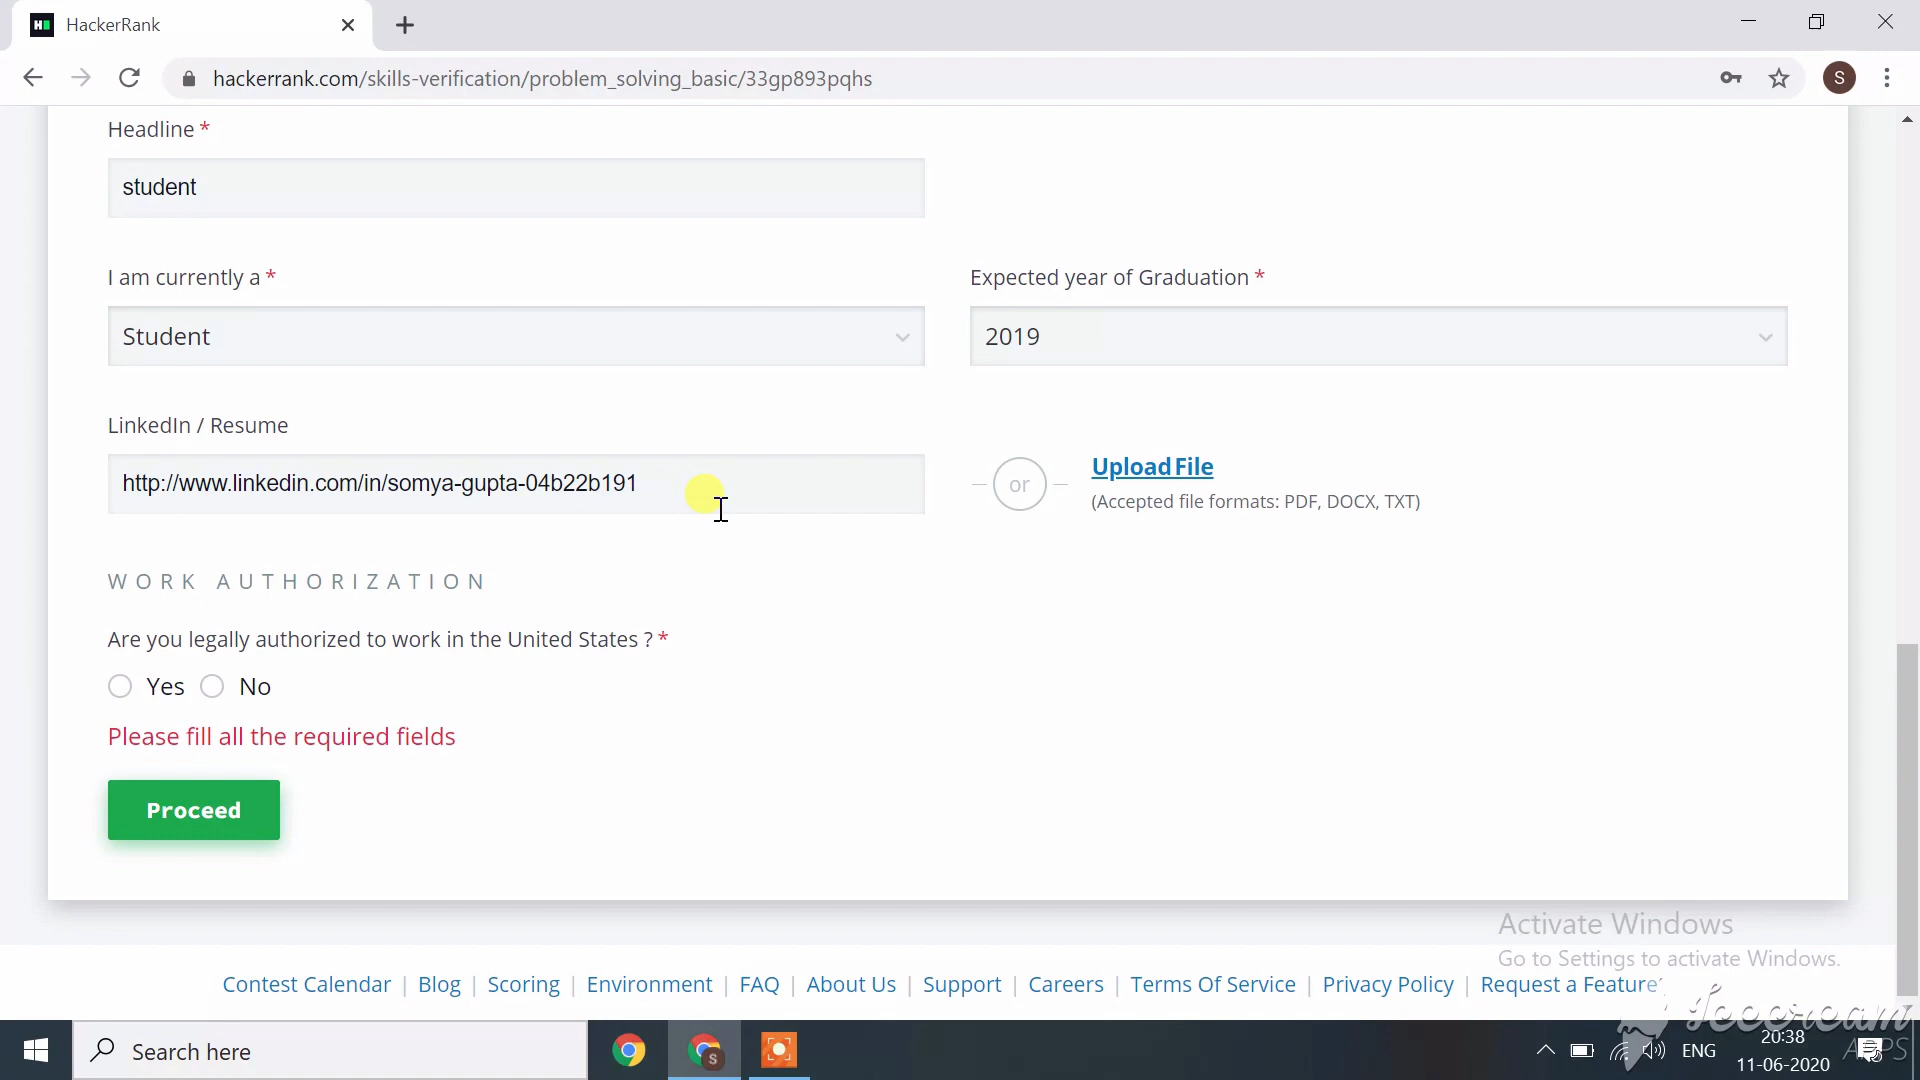 HackerRank
hackerrank.com/skills-verification/problem_solving_basic/33gp893pqhs
S
Headline *
student
I am currently a *
Expected year of Graduation *
Student
2019
LinkedIn / Resume
http://www.linkedin.com/in/somya-gupta-04b22b191
or
Upload File
(Accepted file formats: PDF, DOCX, TXT)
WORK AUTHORIZATION
Are you legally authorized to work in the United States ? *
Yes
No
Please fill all the required fields
Proceed
Activate Windows
Go to Settings to activate Windows.
Contest Calendar | Blog | Scoring | Environment | FAQ | About Us | Support | Careers | Terms Of Service | Privacy Policy | Request a Feature
Icecream
APPS
Search here
S
ENG
20:38
11-06-2020